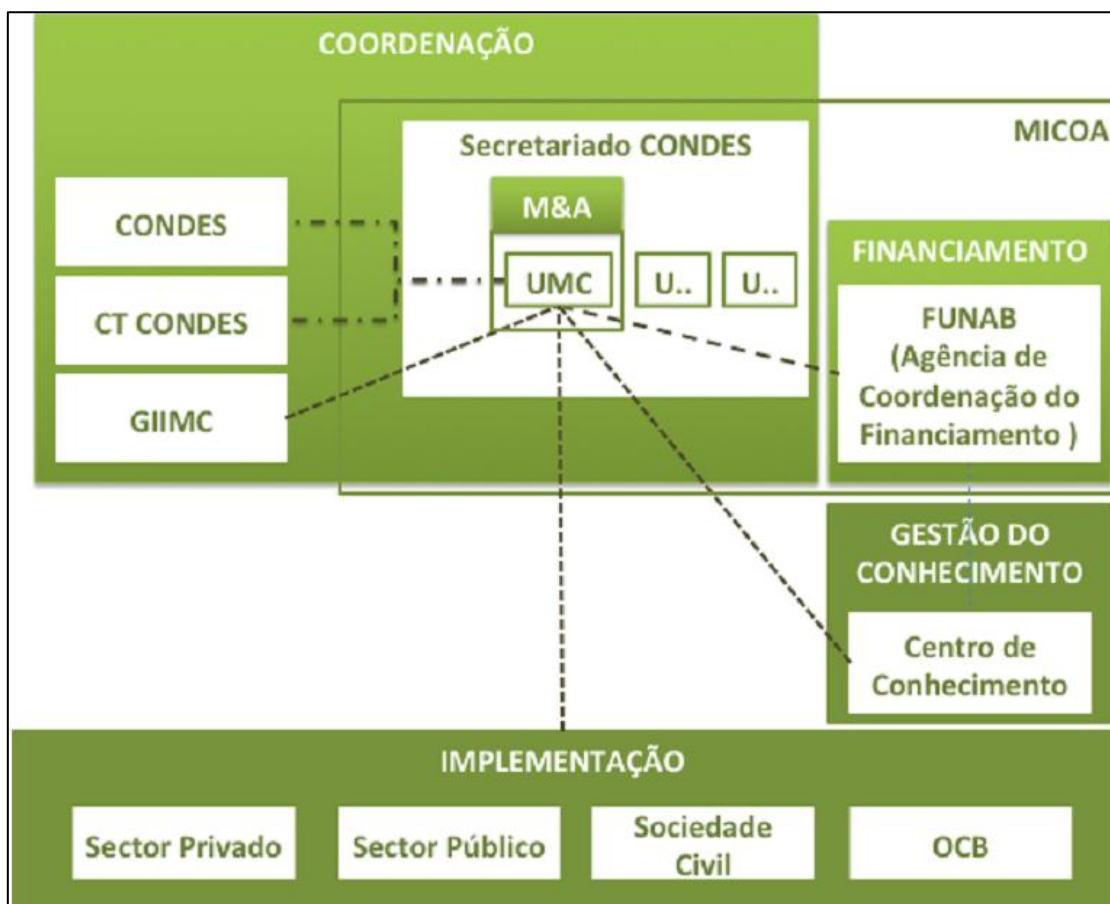 COORDENAÇÃO
MICOA
Secretariado CONDES
M&A
CONDES
UMC
U..
U..
CT CONDES
GIIMC
FINANCIAMENTO
FUNAB
(Agência de
Coordenação do
Financiamento )
GESTÃO DO
CONHECIMENTO
Centro de
Conhecimento
IMPLEMENTAÇÃO
Sector Privado
Sector Público
Sociedade
Civil
OCB